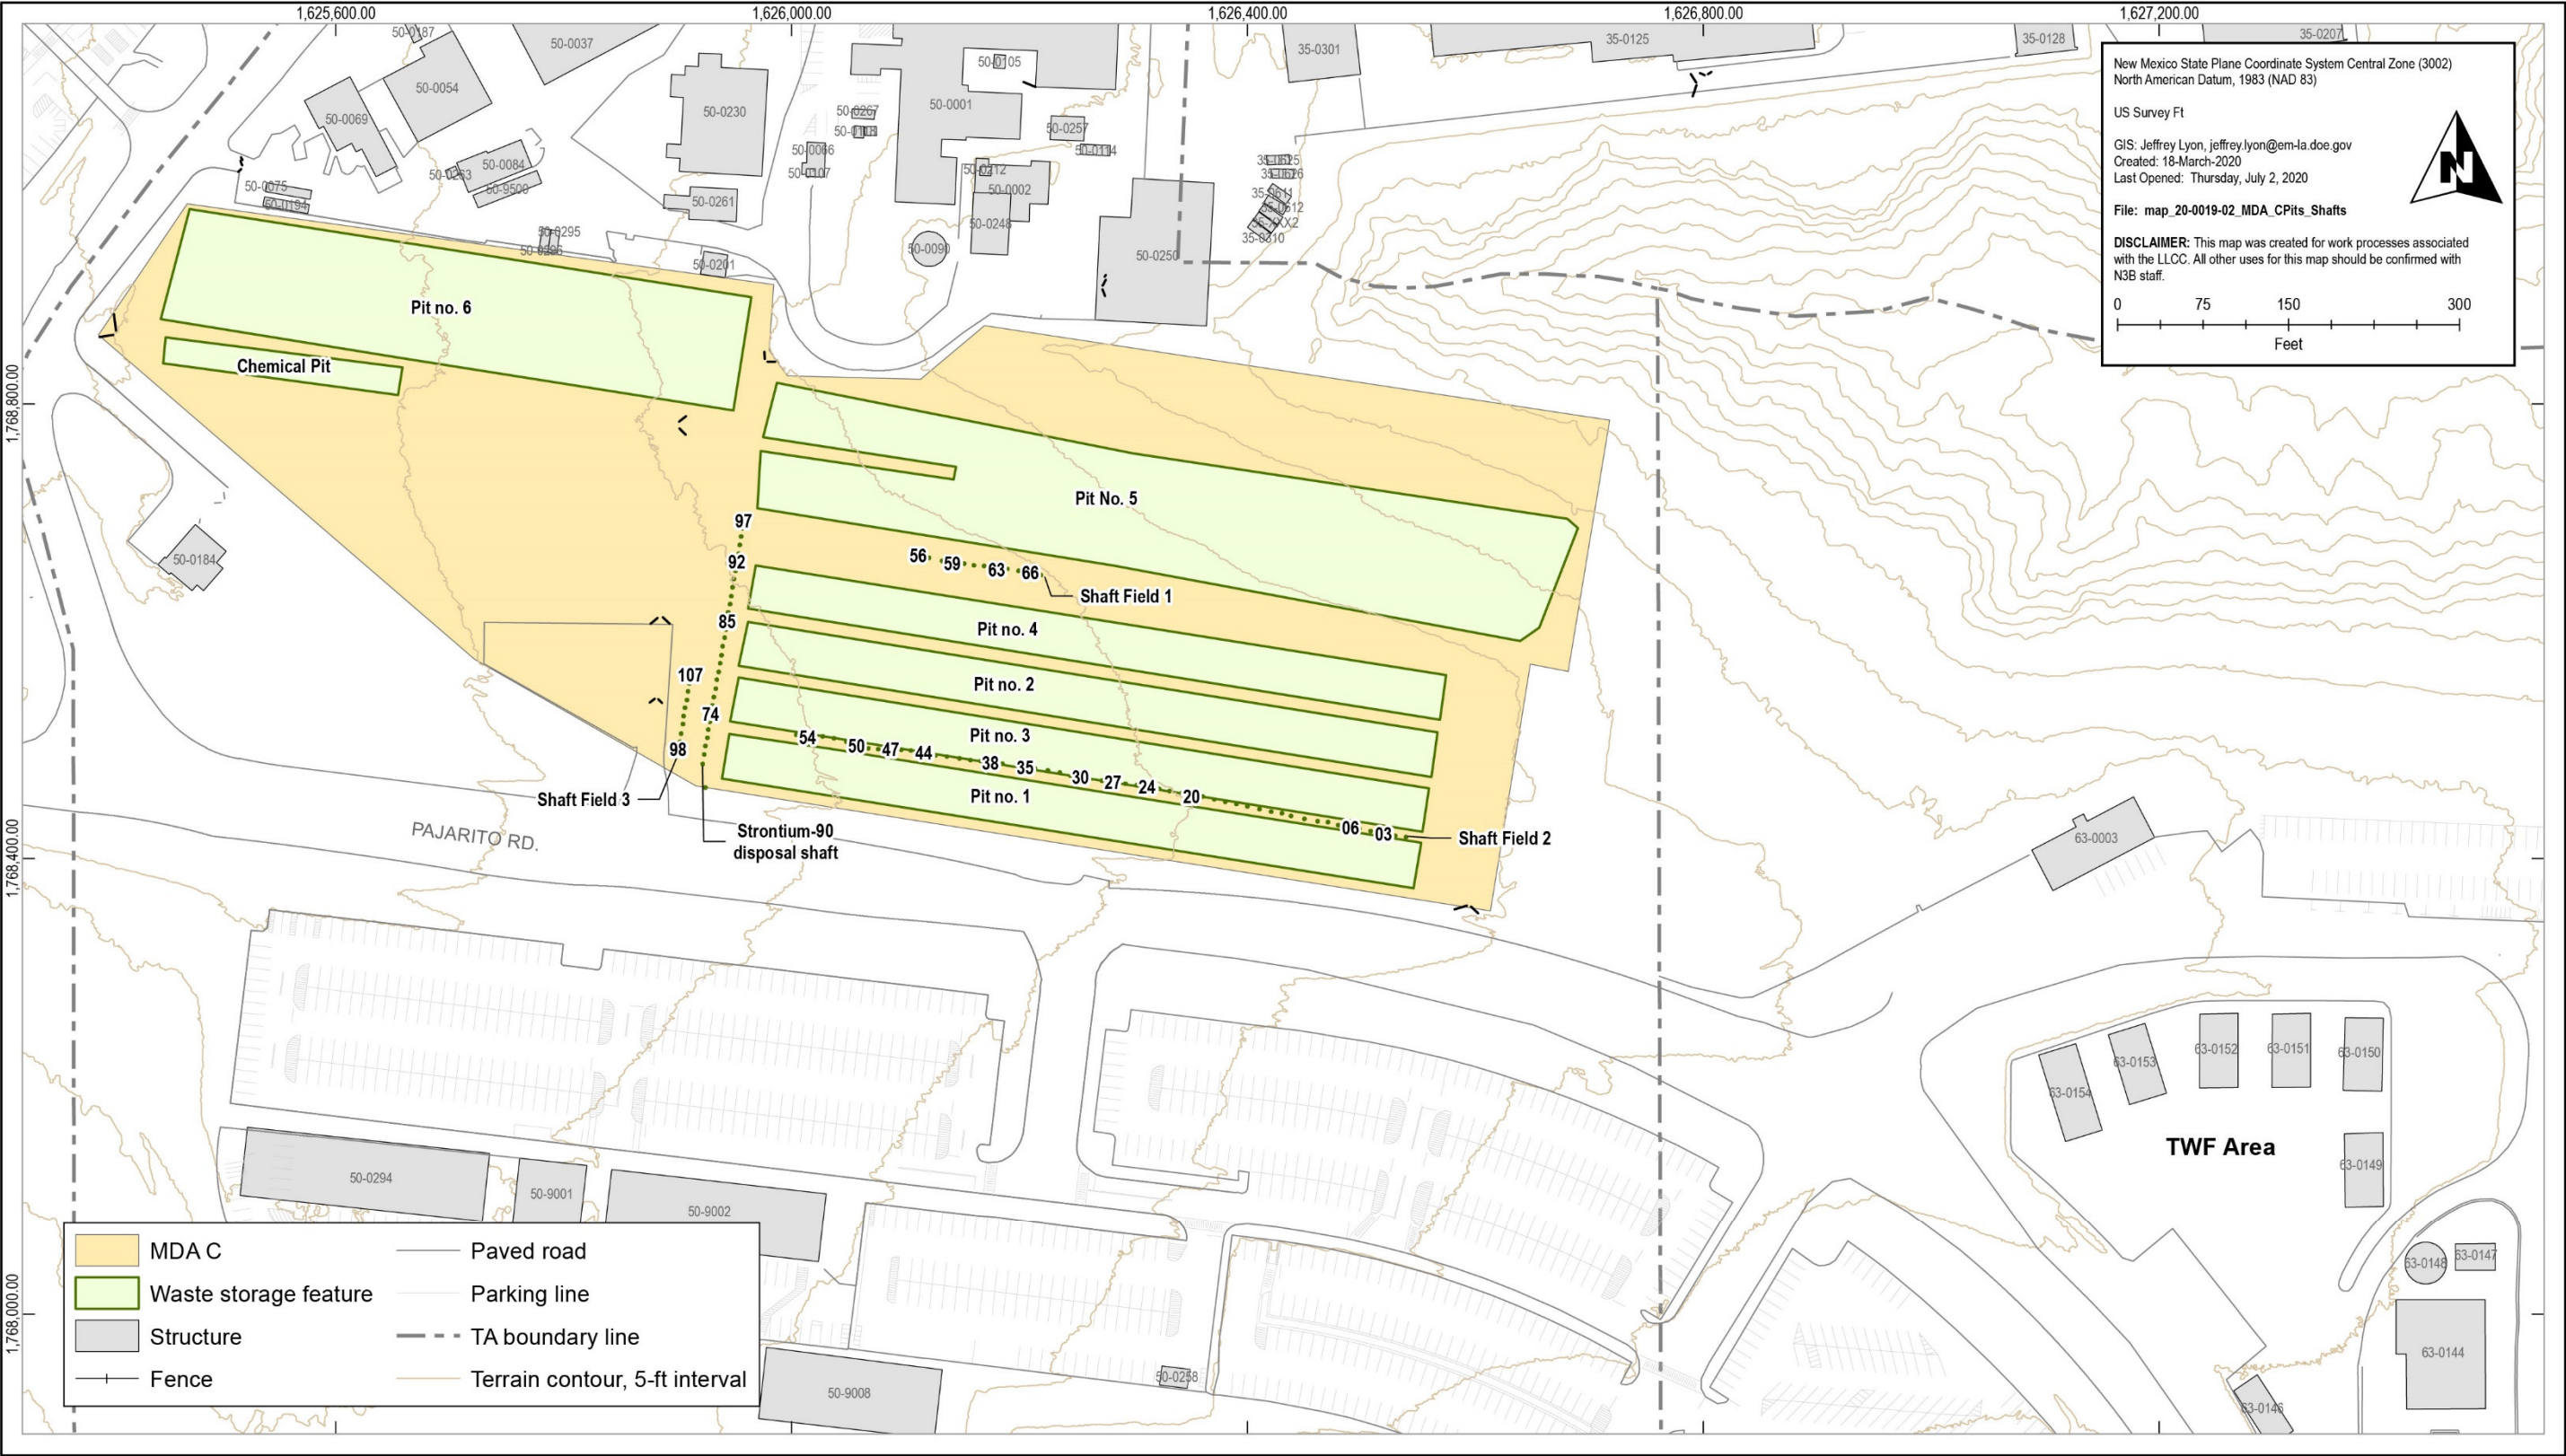 1,625,600.00
1,626,000.00
1,626,400.00
1,626,800.00
1,627,200.00
50-0187
50-0037
50-0054
50-0069
50-0230
50-0105
50-0001
50-0267
50-0257
50-0114
50-0066
50-0107
50-0212
50-0002
50-0248
50-0090
50-0250
50-0084
50-0263
50-9500
50-0075
50-0194
50-0261
50-0295
50-0201
35-0301
35-0125
35-0128
35-0207
New Mexico State Plane Coordinate System Central Zone (3002)
North American Datum, 1983 (NAD 83)
US Survey Ft
GIS: Jeffrey Lyon, jeffrey.lyon@em-la.doe.gov
Created: 18-March-2020
Last Opened: Thursday, July 2, 2020
File: map_20-0019-02_MDA_CPits_Shafts
DISCLAIMER: This map was created for work processes associated
with the LLCC. All other uses for this map should be confirmed with
N3B staff.
N
0 75 150 300
Feet
1,768,800.00
1,768,400.00
1,768,000.00
Pit no. 6
Chemical Pit
Pit No. 5
97
92
85
107
74
98
56 59 63 66
Shaft Field 1
Pit no. 4
Pit no. 2
Pit no. 3
54 50 47 44 38 35 30 27 24 20 06 03
Pit no. 1
Shaft Field 2
Shaft Field 3
Strontium-90
disposal shaft
50-0184
PAJARITO RD.
63-0003
63-0154
63-0153
63-0152
63-0151
63-0150
TWF Area
63-0149
63-0148
63-0147
63-0144
63-0146
50-0294
50-9001
50-9002
50-9008
50-0258
MDA C
Waste storage feature
Structure
Fence
Paved road
Parking line
TA boundary line
Terrain contour, 5-ft interval